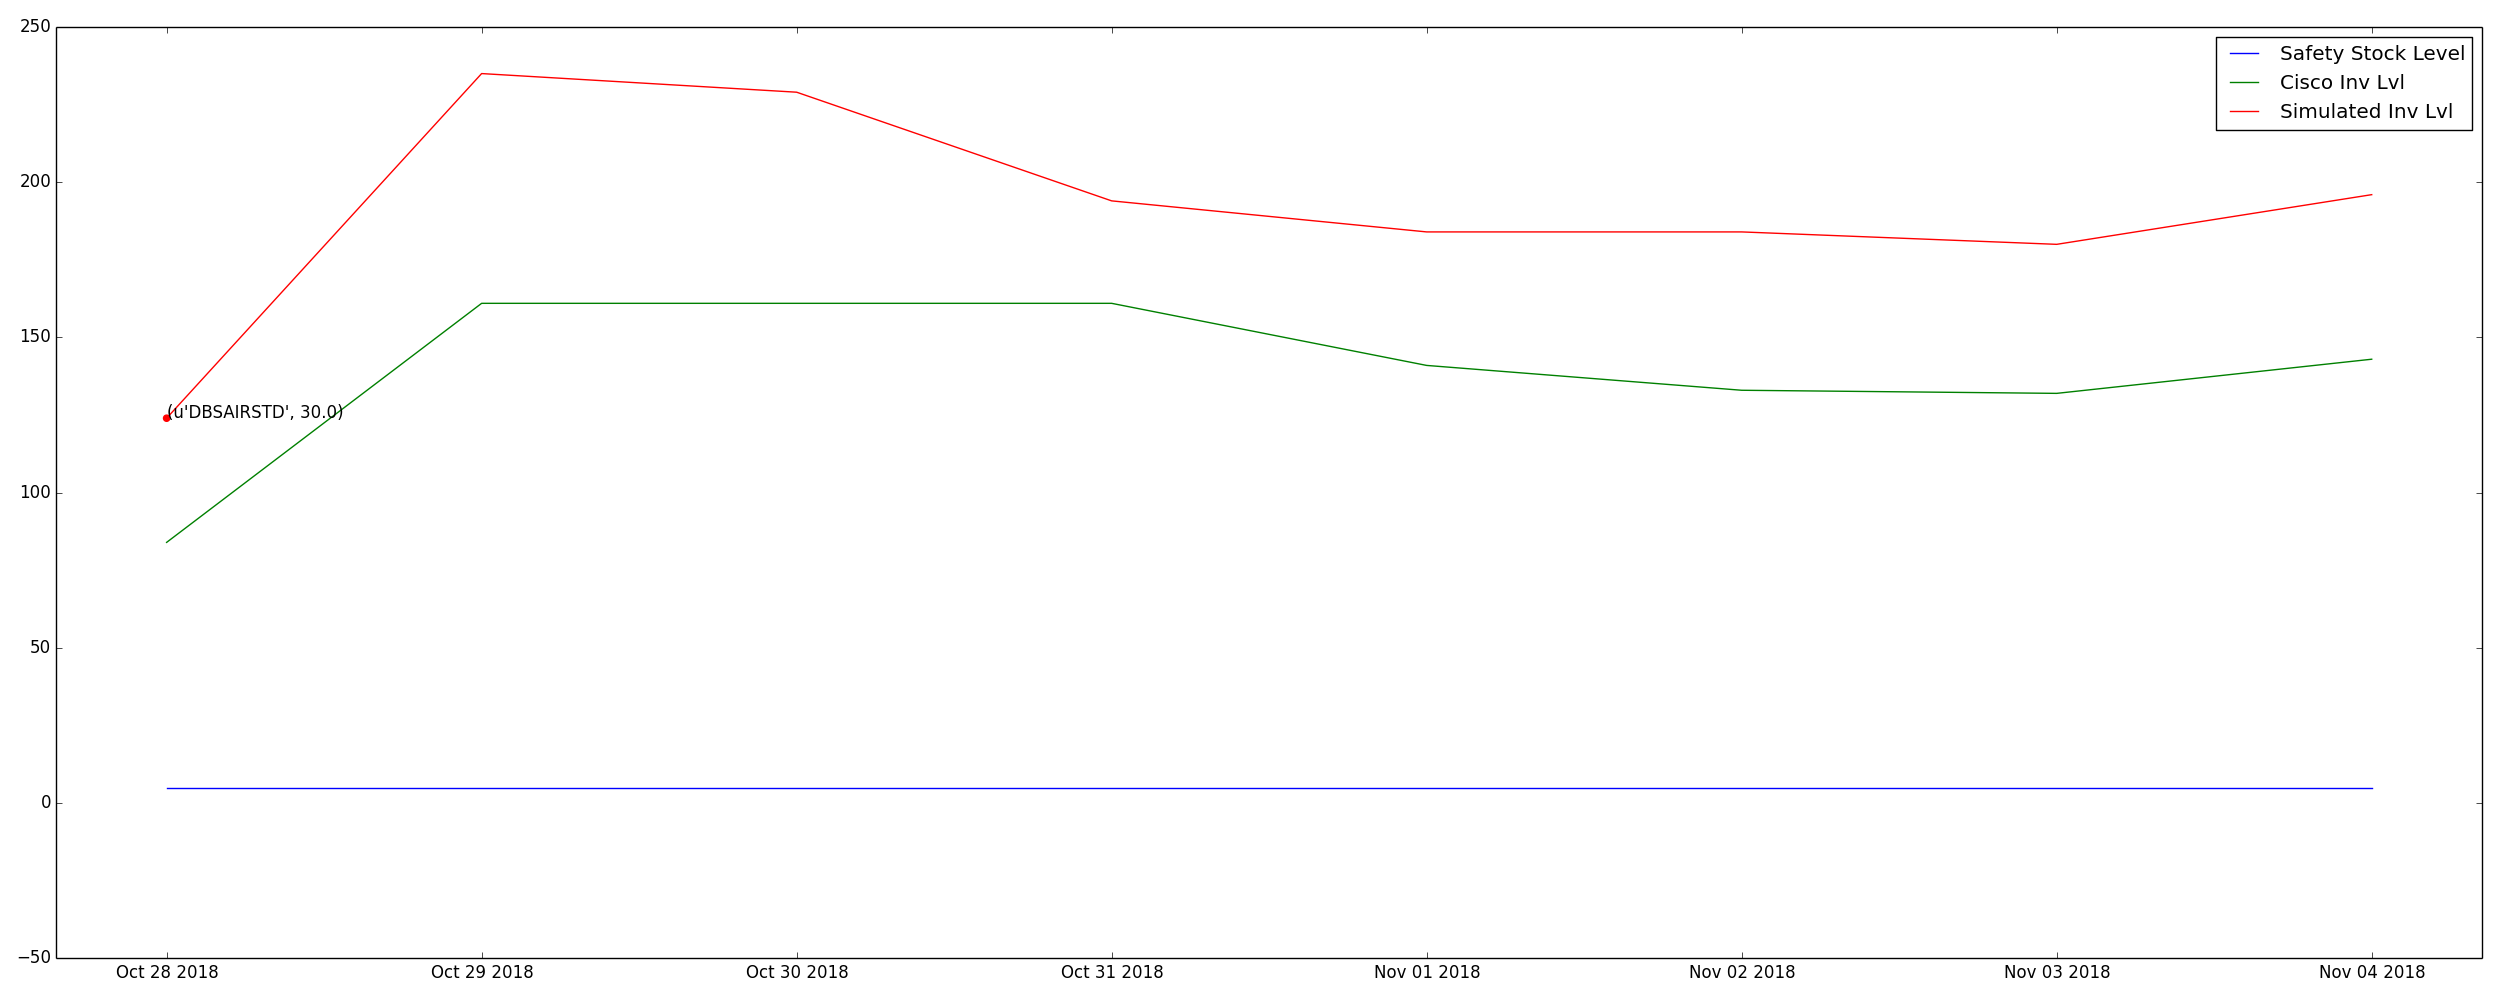 250
200
150
100
50
0
−50
Safety Stock Level
Cisco Inv Lvl
Simulated Inv Lvl
(u'DBSAIRSTD', 30.0)
Oct 28 2018
Oct 29 2018
Oct 30 2018
Oct 31 2018
Nov 01 2018
Nov 02 2018
Nov 03 2018
Nov 04 2018